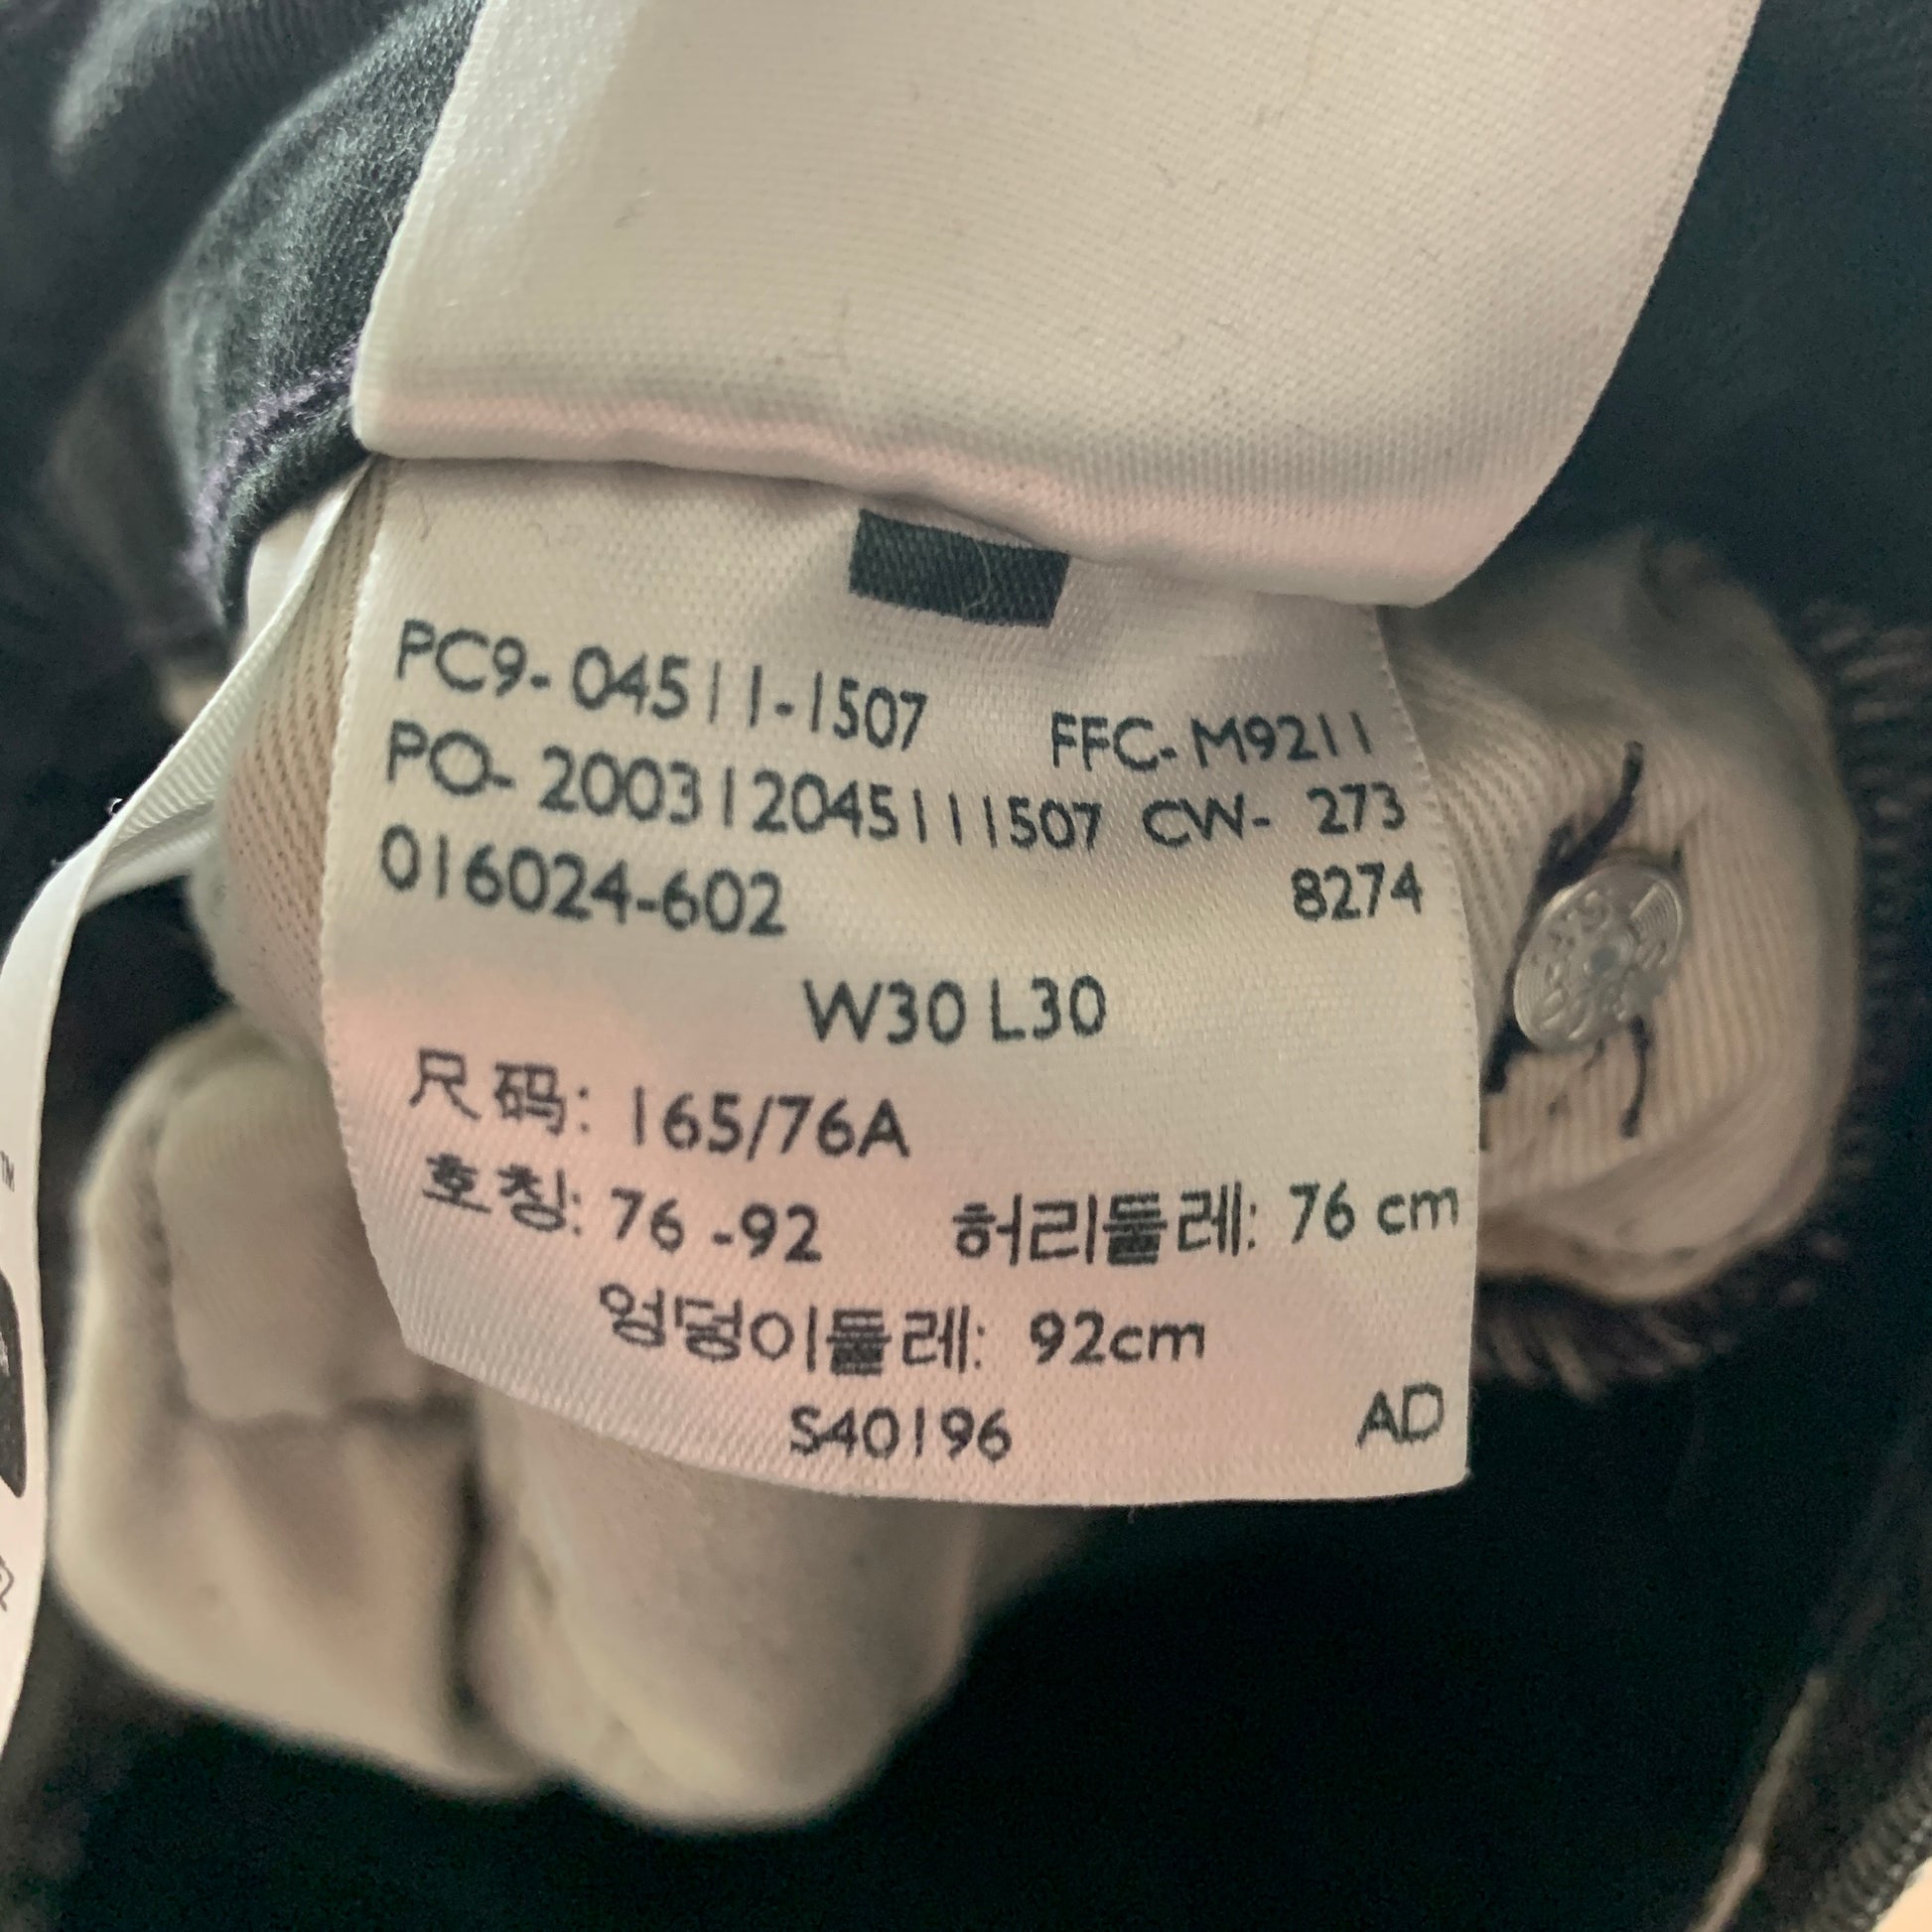 PC9- 04511-1507 FFC- M9211
PO- 200312045111507 CW- 273
016024-602 8274
W30 L30
尺码: 165/76A
호칭: 76 -92 허리둘레: 76 cm
엉덩이둘레: 92cm
S40196 AD
TM